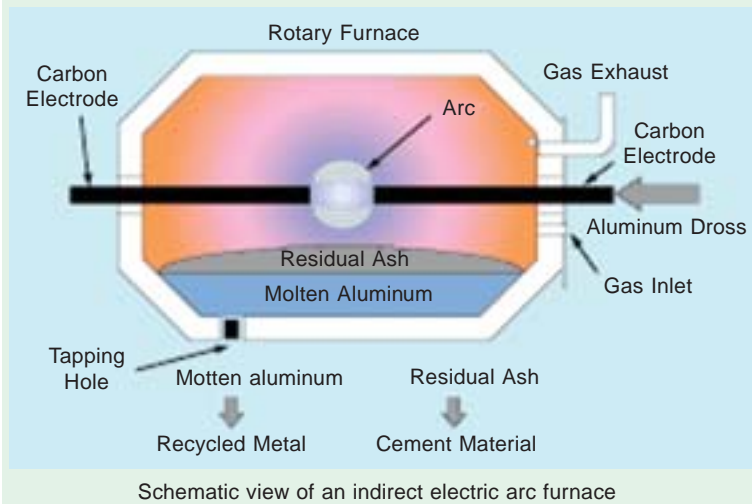 Rotary Furnace
Carbon
Electrode
Gas Exhaust
Arc
Carbon
Electrode
Aluminum Dross
Residual Ash
Gas Inlet
Molten Aluminum
Tapping
Hole
Motten aluminum
Residual Ash
Recycled Metal
Cement Material
Schematic view of an indirect electric arc furnace